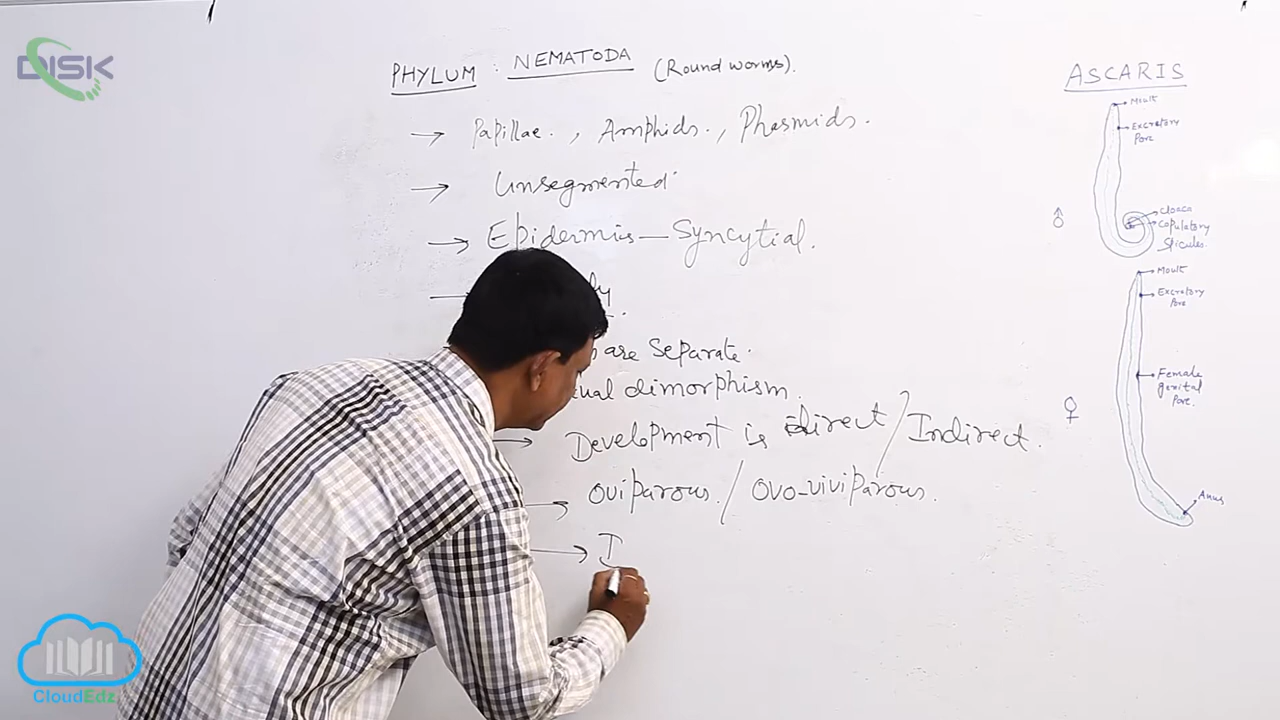 DISK
PHYLUM . NEMATODA (Round worms).
→ Papillae. , Amphids. , Phasmids.
→ Unsegmented
→ Epidermis — Syncytial.
are Separate.
dimorphism.
→ Development is direct / Indirect.
→ Oviparous. / Ovo-viviparous.
→ I
ASCARIS
Mouth
Excretory
Pore
♂
Cloaca
Copulatory
Spicules.
Mouth
Excretory
Pore
Female
genital
Pore.
♀
Anus
CloudEdz